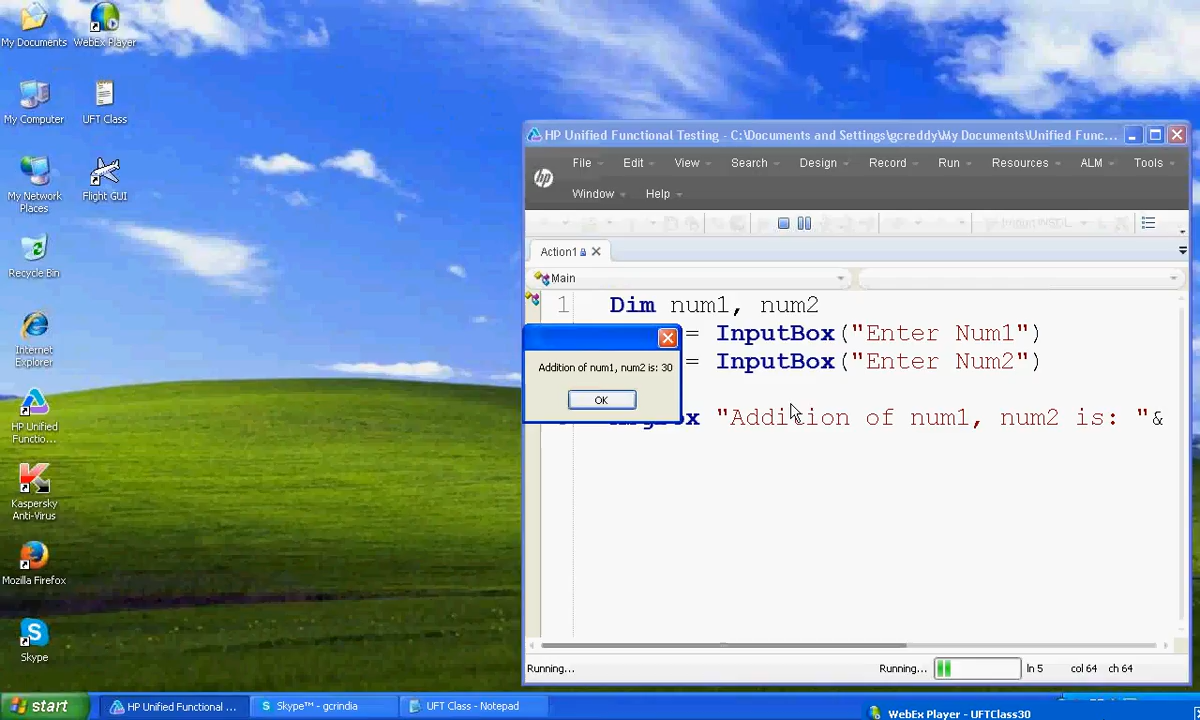 My Documents
WebEx Player
My Computer
UFT Class
My Network
Places
Flight GUI
Recycle Bin
Internet
Explorer
HP Unified
Functio...
Kaspersky
Anti-Virus
Mozilla Firefox
Skype
HP Unified Functional Testing - C:\Documents and Settings\gcreddy\My Documents\Unified Func...
hp
File Edit View Search Design Record Run Resources ALM Tools
Window Help
Action1
Main
1 Dim num1, num2
= InputBox("Enter Num1")
= InputBox("Enter Num2")
Addition of num1, num2 is: 30
OK
"Addition of num1, num2 is: "&
Running... Running... ln 5 col 64 ch 64
start
HP Unified Functional ...
Skype™ - gcrindia
UFT Class - Notepad
WebEx Player - UFTClass30